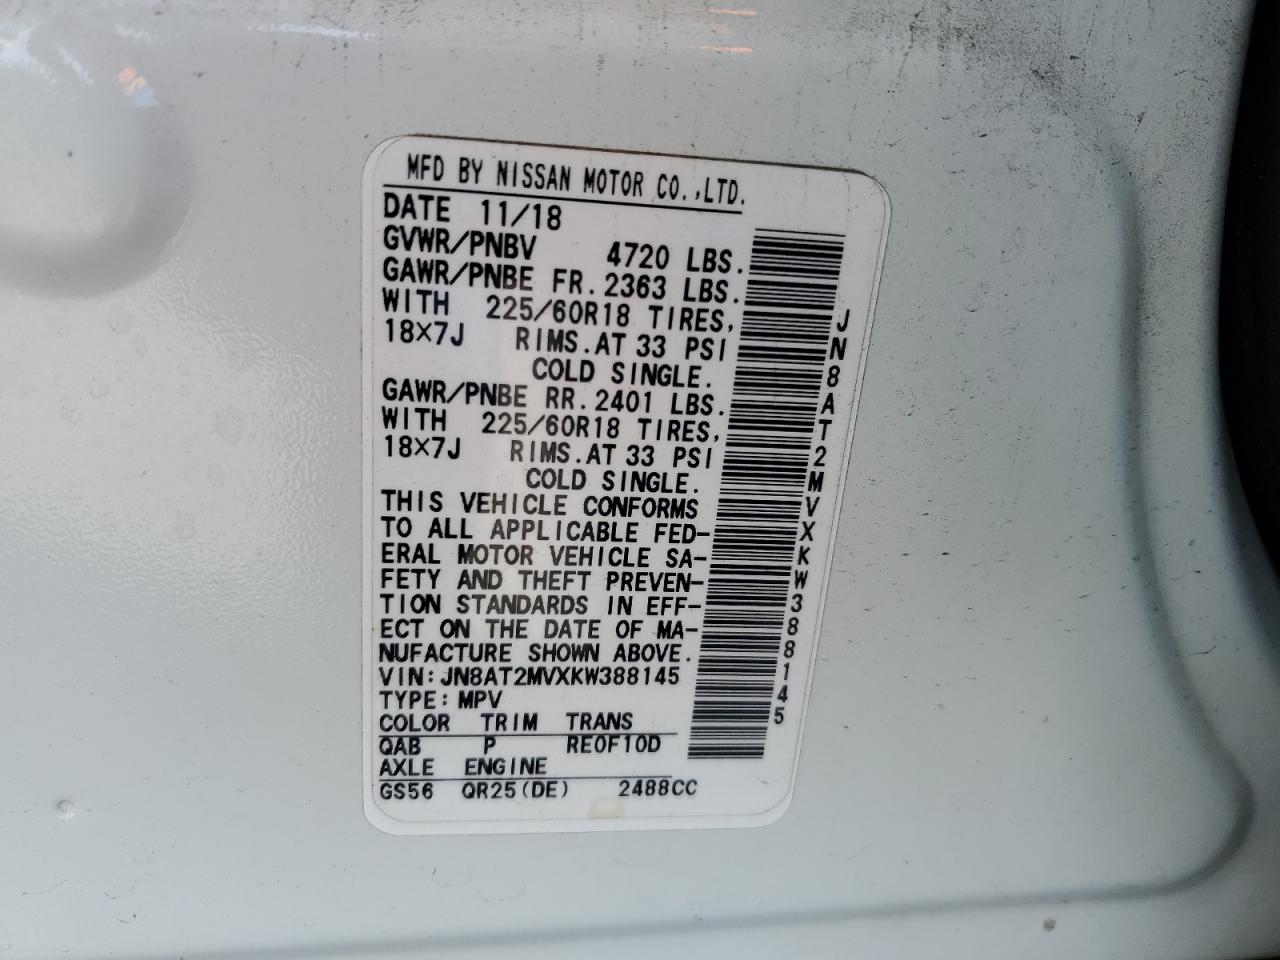 MFD BY NISSAN MOTOR CO.,LTD.
DATE 11/18
GVWR/PNBV 4720 LBS.
GAWR/PNBE FR.2363 LBS.
WITH 225/60R18 TIRES,
18×7J RIMS.AT 33 PSI
COLD SINGLE.
GAWR/PNBE RR.2401 LBS.
WITH 225/60R18 TIRES,
18×7J RIMS.AT 33 PSI
COLD SINGLE.
THIS VEHICLE CONFORMS
TO ALL APPLICABLE FED-
ERAL MOTOR VEHICLE SA-
FETY AND THEFT PREVEN-
TION STANDARDS IN EFF-
ECT ON THE DATE OF MA-
NUFACTURE SHOWN ABOVE.
VIN:JN8AT2MVXKW388145
TYPE:MPV
COLOR TRIM TRANS
QAB P RE0F10D
AXLE ENGINE
GS56 QR25(DE) 2488CC
JN8AT2MVXKW388145